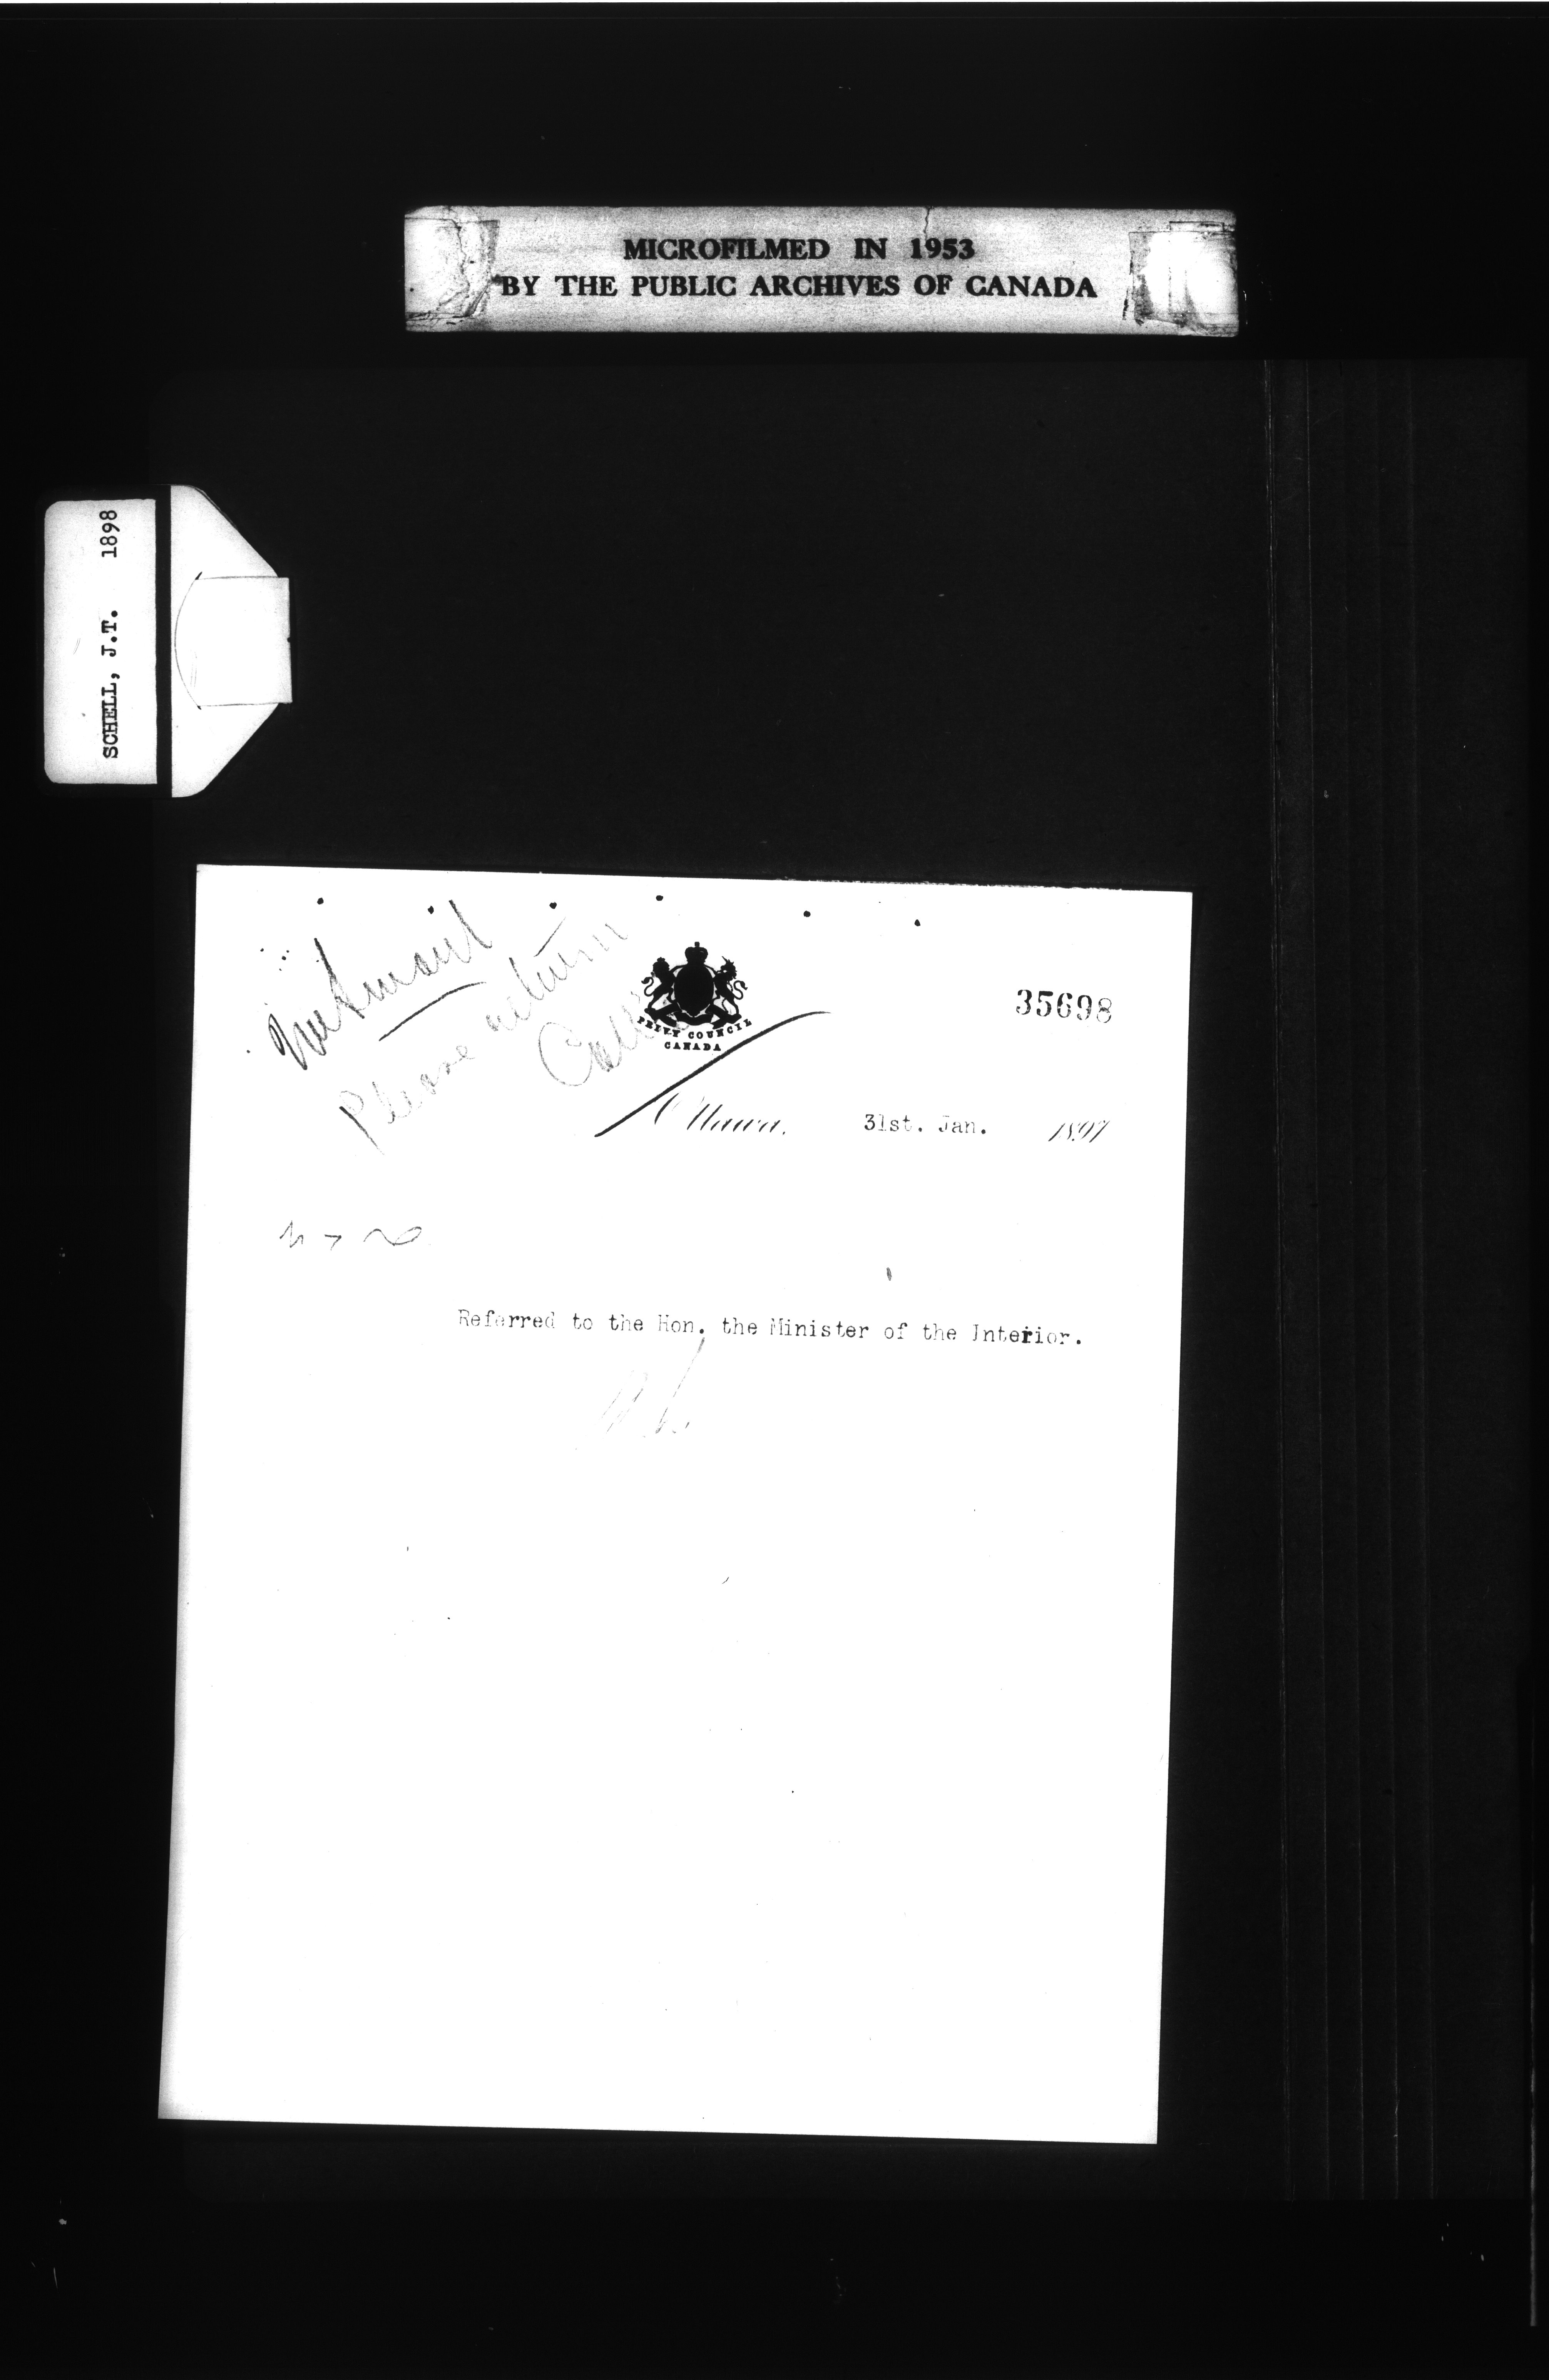 MICROFILMED IN 1953
BY THE PUBLIC ARCHIVES OF CANADA
SCHELL, J.T. 1898
Please return
35698
PRIVY COUNCIL
CANADA
Ottawa, 31st. Jan. 1897
Referred to the Hon. the Minister of the Interior.